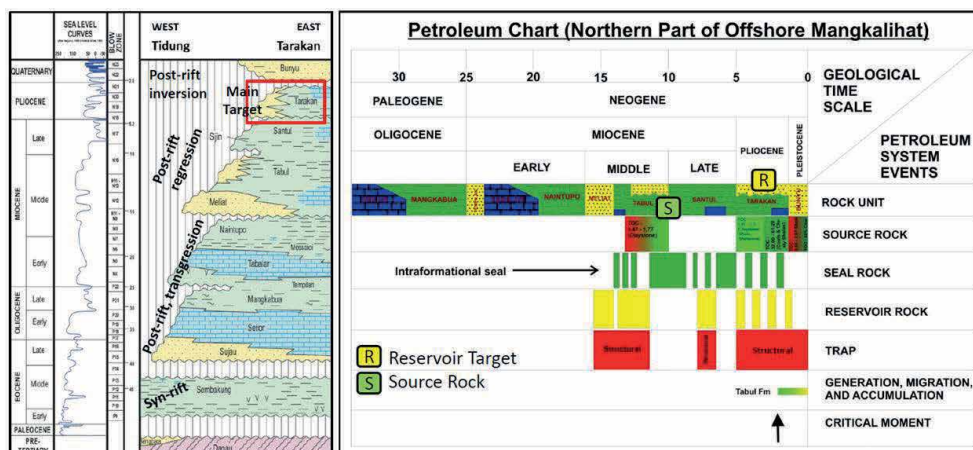 SEA LEVEL
CURVES
BLOW
ZONE
WEST
EAST
Tidung
Tarakan
QUATERNARY
PLIOCENE
MIOCENE
Late
Middle
Early
OLIGOCENE
Late
Early
EOCENE
Late
Middle
Early
PALEOCENE
PRE-
TERTIARY
Post-rift
inversion
Bunyu
Main
Target
Tarakan
Sijin
Santul
Post-rift
regression
Tabul
Meliat
Naintupo
Post-rift, transgression
Tabalar
Tempilan
Mangkabua
Seilor
Sujau
Syn-rift
Sembakung
Danau
Petroleum Chart (Northern Part of Offshore Mangkalihat)
30 25 20 15 10 5 0
GEOLOGICAL
TIME
SCALE
PALEOGENE
NEOGENE
OLIGOCENE
MIOCENE
PLIOCENE
PLEISTOCENE
EARLY
MIDDLE
LATE
PETROLEUM
SYSTEM
EVENTS
R
MANGKABUA
NAINTUPO
MELIAT
TABUL
SANTUL
TARAKAN
S
ROCK UNIT
SOURCE ROCK
Intraformational seal
SEAL ROCK
RESERVOIR ROCK
Structural
Structural
TRAP
R Reservoir Target
S Source Rock
Tabul Fm
GENERATION, MIGRATION,
AND ACCUMULATION
CRITICAL MOMENT